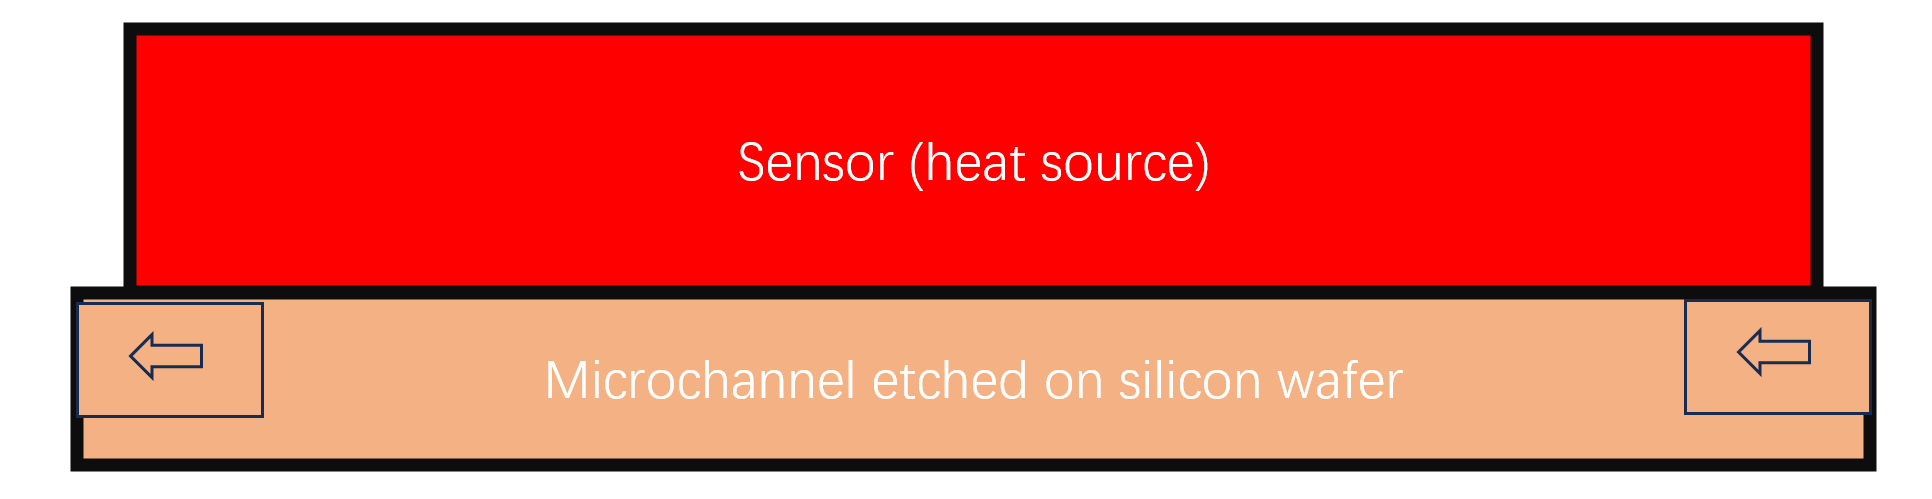 Sensor (heat source)
Microchannel etched on silicon wafer